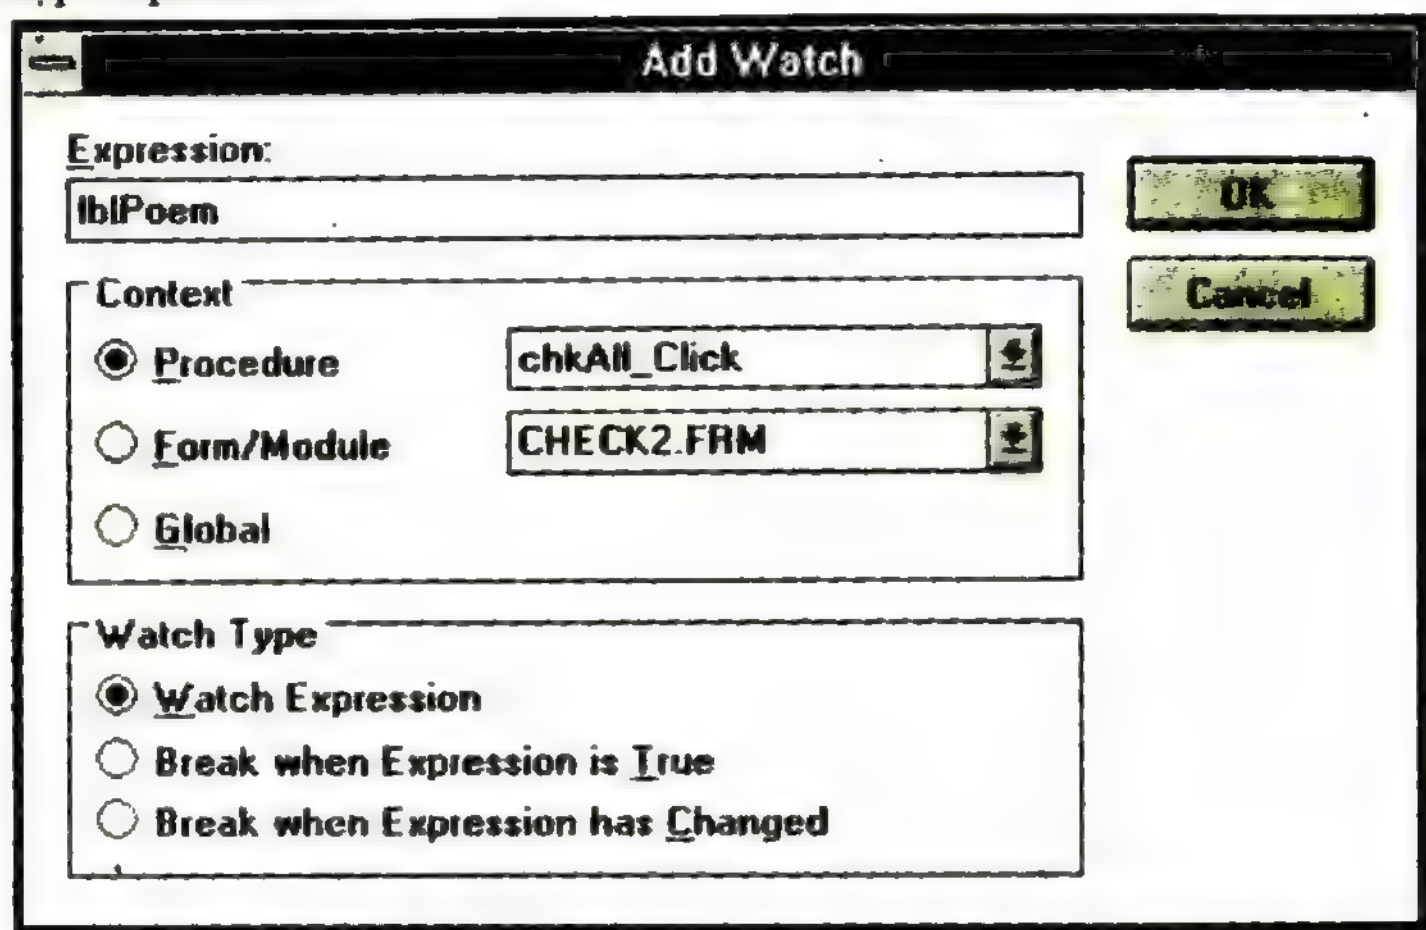 Add Watch
Expression:
lblPoem
OK
Cancel
Context
Procedure
chkAll_Click
Form/Module
CHECK2.FRM
Global
Watch Type
Watch Expression
Break when Expression is True
Break when Expression has Changed